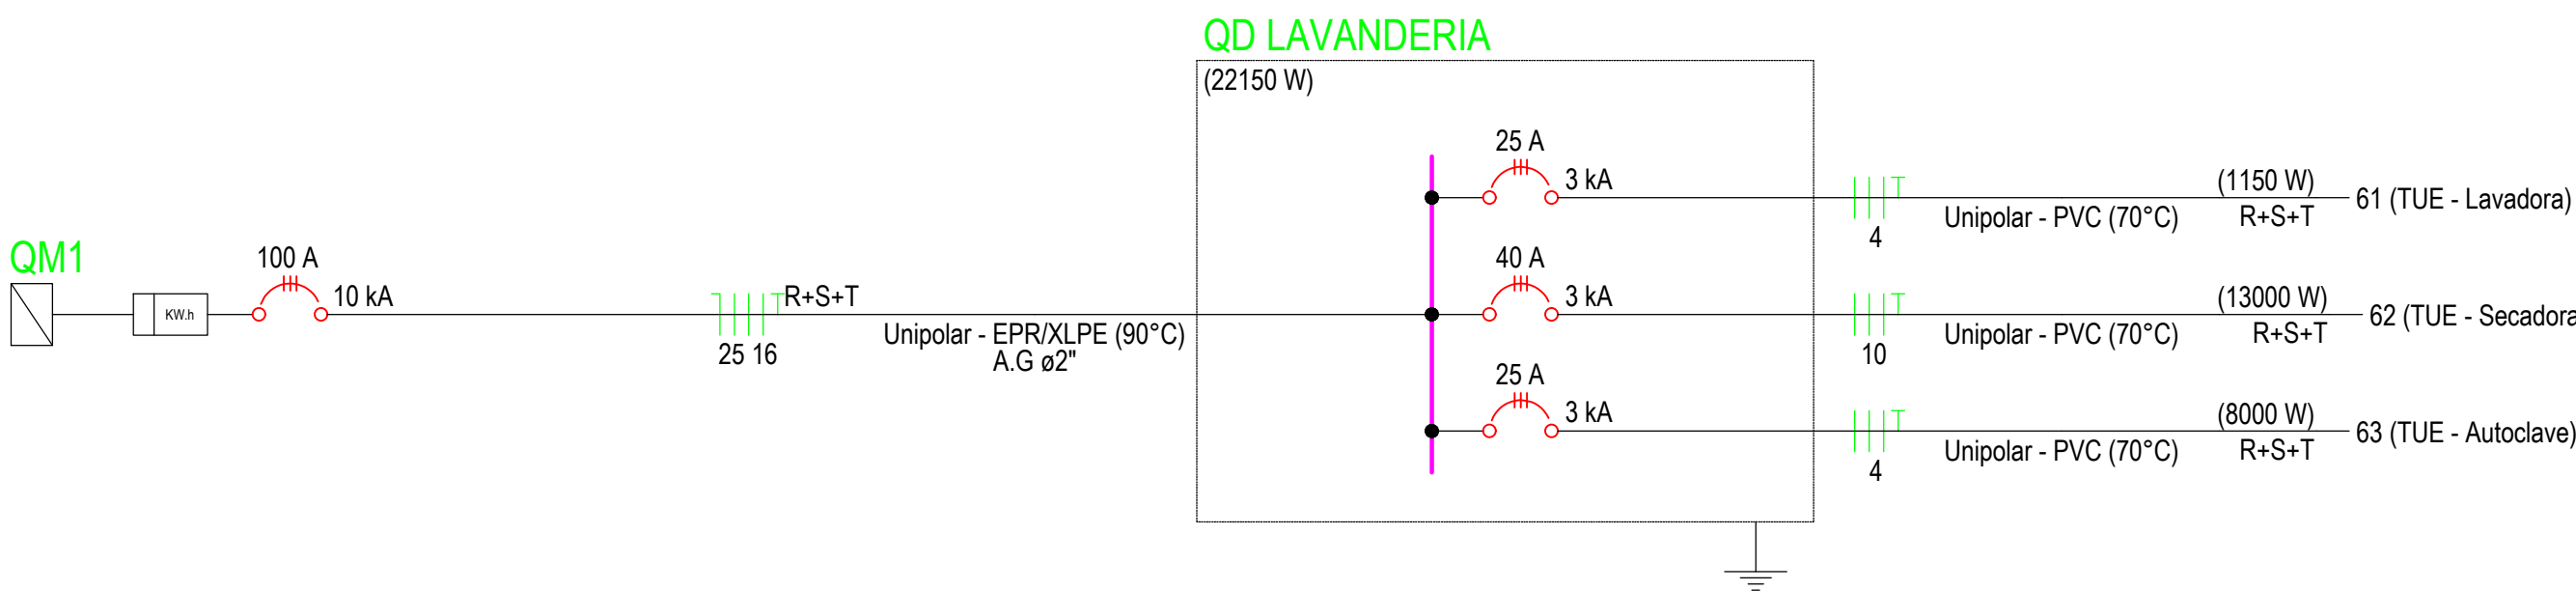 QD LAVANDERIA
(22150 W)
25 A
3 kA
(1150 W)
61 (TUE - Lavadora)
4
Unipolar - PVC (70°C)
R+S+T
QM1
100 A
10 kA
KW.h
R+S+T
25 16
Unipolar - EPR/XLPE (90°C)
A.G ø2"
40 A
3 kA
(13000 W)
62 (TUE - Secadora
10
Unipolar - PVC (70°C)
R+S+T
25 A
3 kA
(8000 W)
63 (TUE - Autoclave)
4
Unipolar - PVC (70°C)
R+S+T